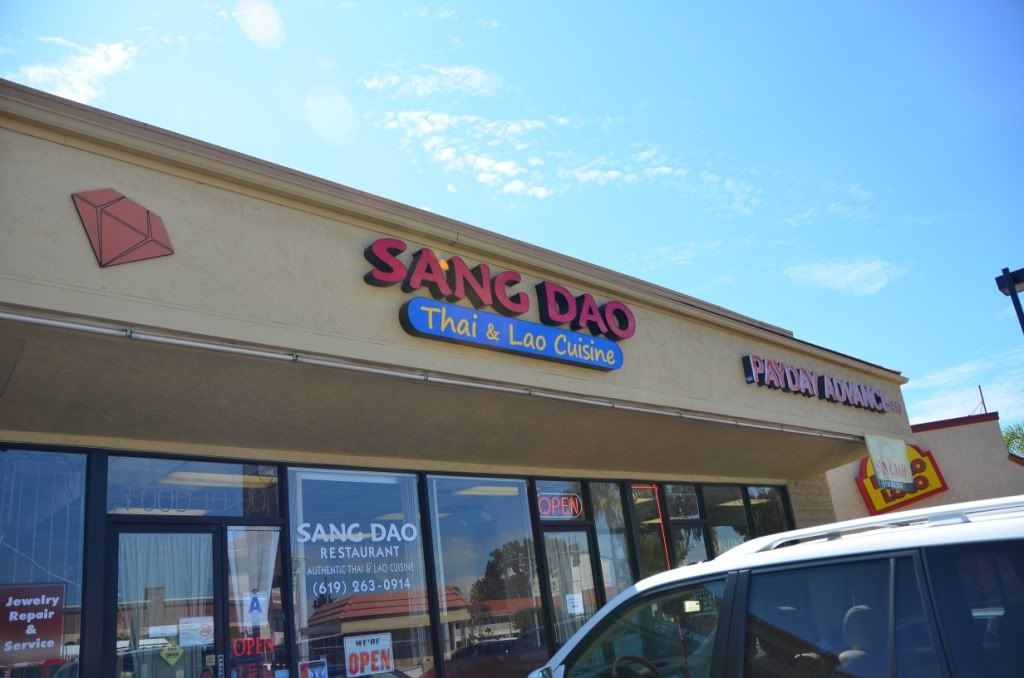 SANG DAO
Thai & Lao Cuisine
PAYDAY ADVANCE
SANG DAO
RESTAURANT
AUTHENTIC THAI & LAO CUISINE
(619) 263-0914
OPEN
Jewelry
Repair
&
Service
A
OPEN
WE'RE
OPEN
LOCO